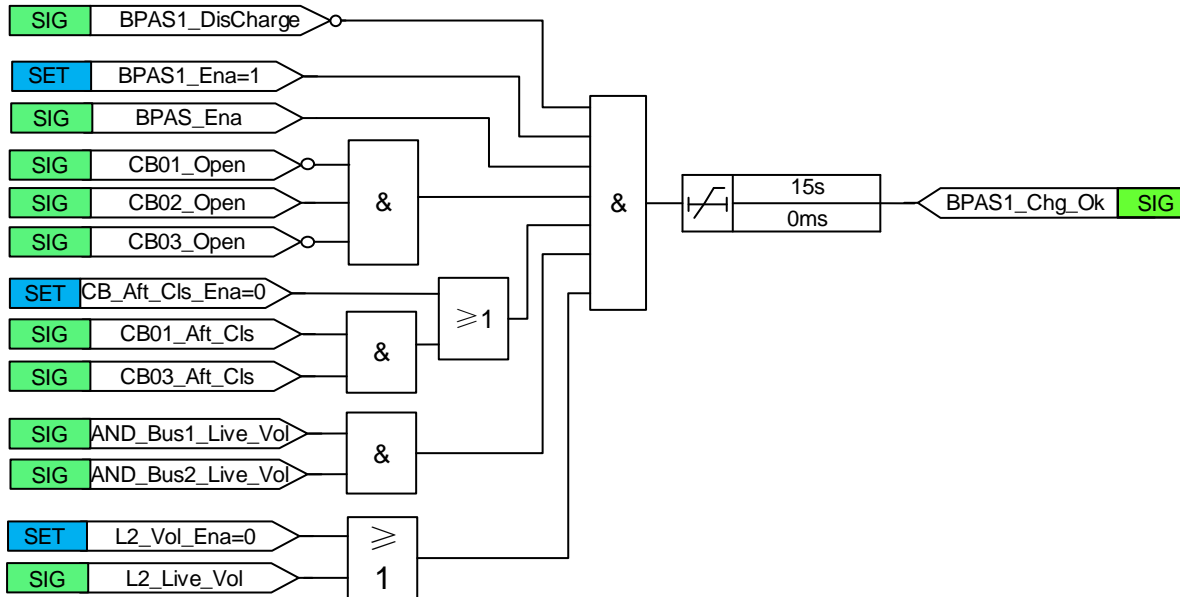 SIG BPAS1_DisCharge
SET BPAS1_Ena=1
SIG BPAS_Ena
SIG CB01_Open
SIG CB02_Open
SIG CB03_Open
&
SET CB_Aft_Cls_Ena=0
SIG CB01_Aft_Cls
SIG CB03_Aft_Cls
&
≥1
SIG AND_Bus1_Live_Vol
SIG AND_Bus2_Live_Vol
&
SET L2_Vol_Ena=0
SIG L2_Live_Vol
≥
1
&
15s
0ms
BPAS1_Chg_Ok SIG